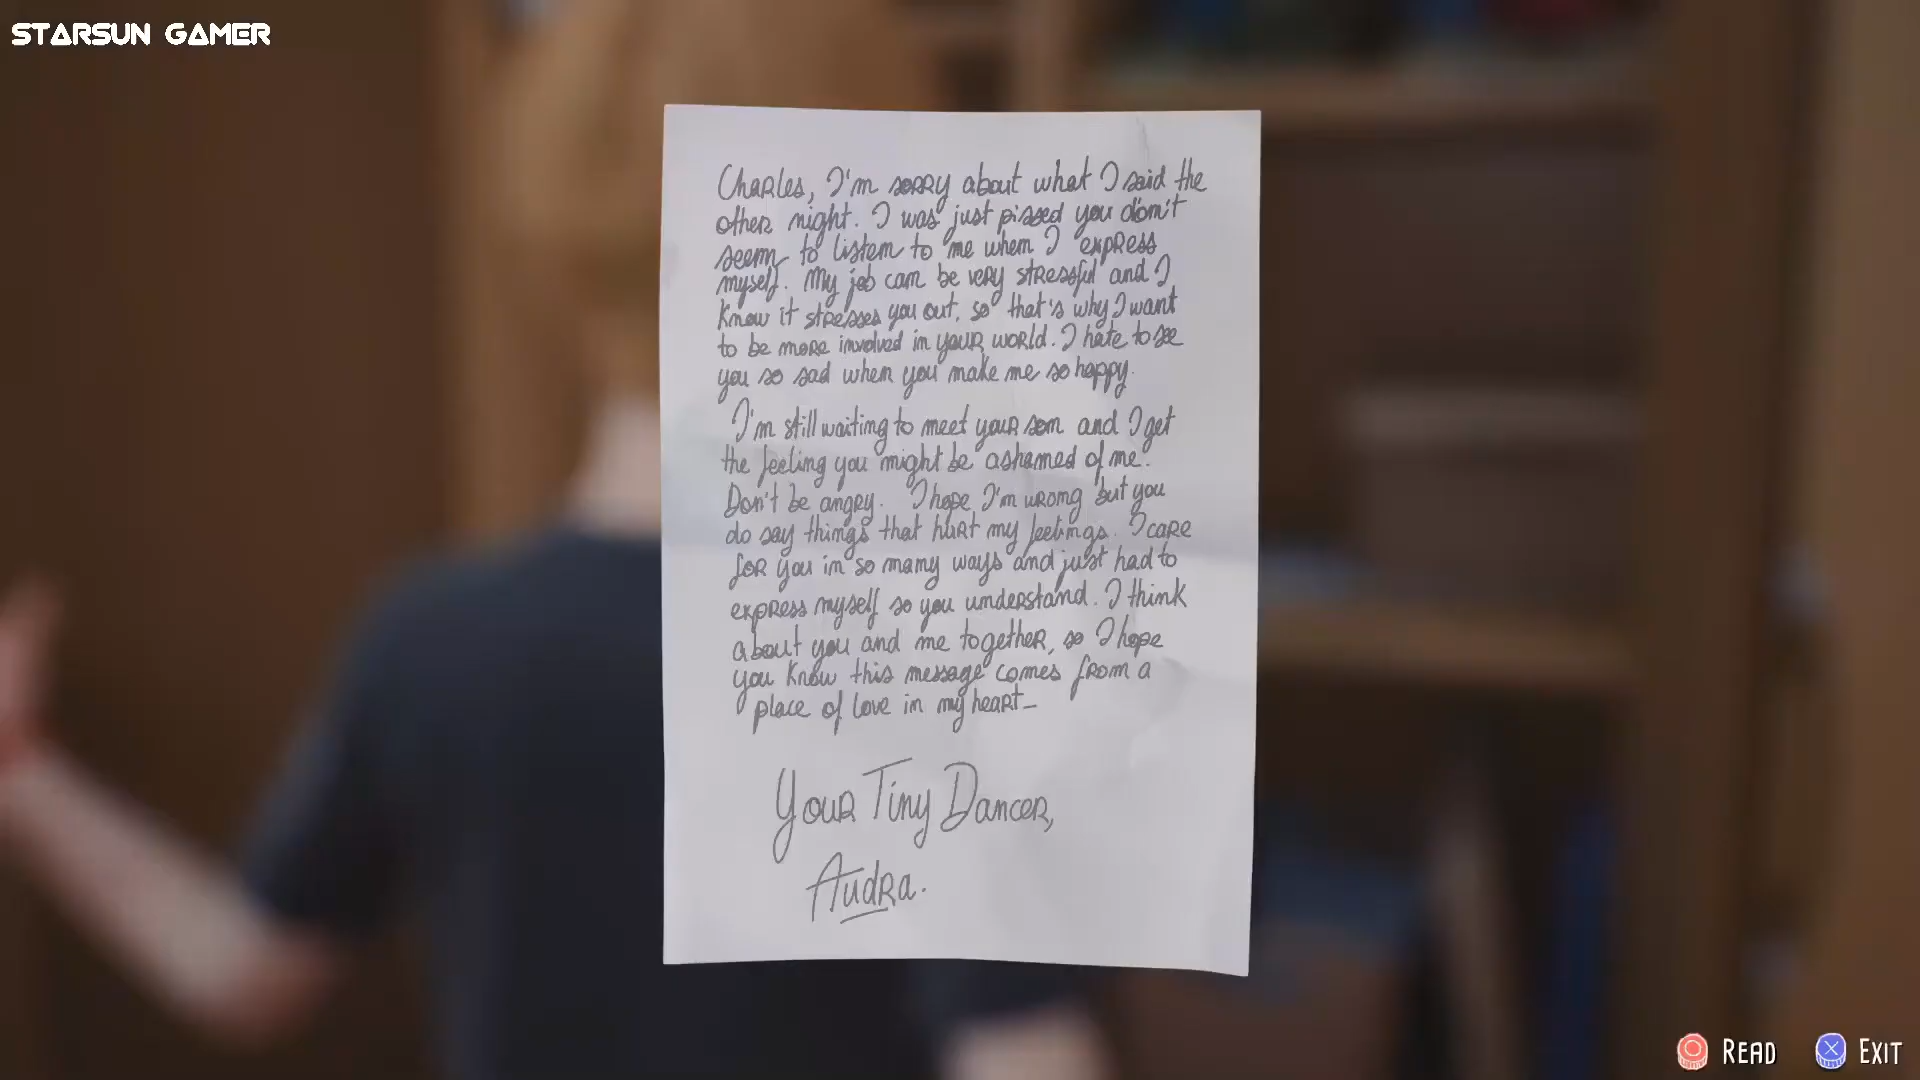 STARSUN GAMER
Charles, I'm sorry about what I said the
other night. I was just pissed you don't
seem to listen to me when I express
myself. My job can be very stressful and I
know it stresses you out, so that's why I want
to be more involved in your world. I hate to see
you so sad when you make me so happy.
I'm still waiting to meet your son and I get
the feeling you might be ashamed of me.
Don't be angry. I hope I'm wrong but you
do say things that hurt my feelings. I care
for you in so many ways and just had to
express myself so you understand. I think
about you and me together, so I hope
you know this message comes from a
place of love in my heart_
Your Tiny Dancer,
Audra.
READ
EXIT